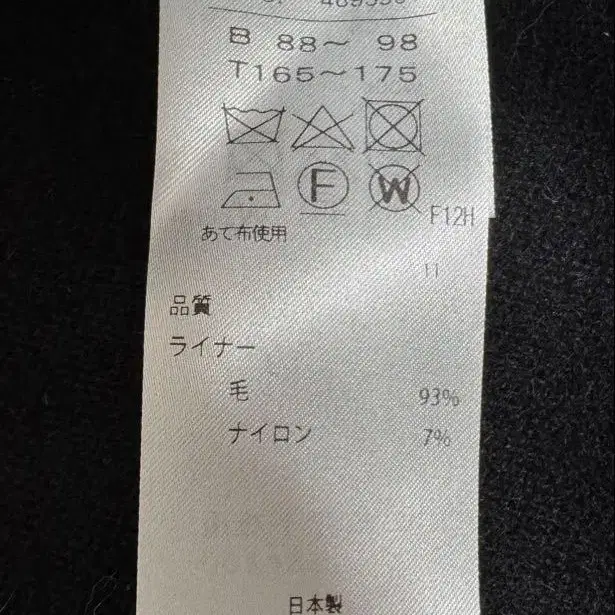 B 88～ 98
T165～175
F W
F12H
あて布使用
11
品質
ライナー
毛 93%
ナイロン 7%
日本製